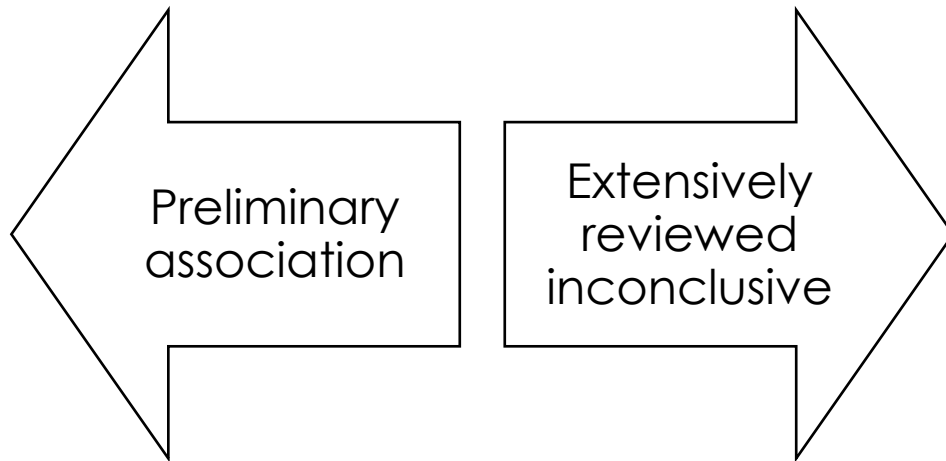 Preliminary
association
Extensively
reviewed
inconclusive